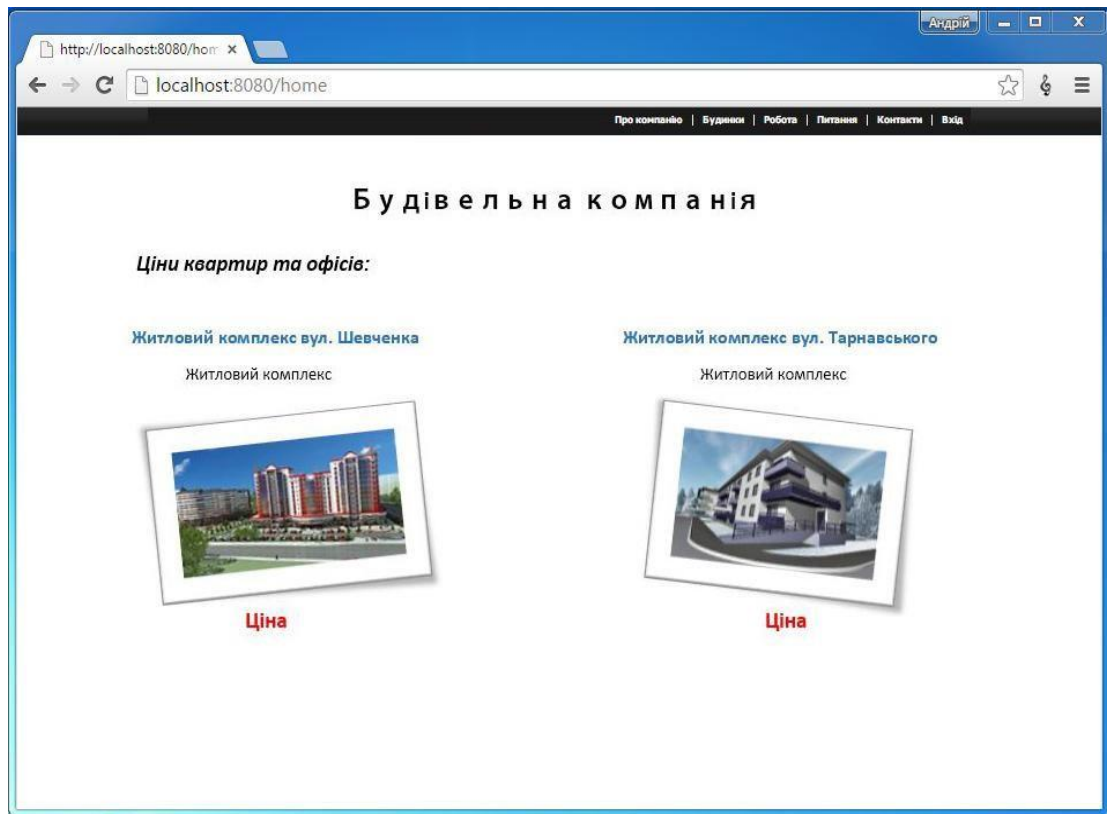 Андрій
http://localhost:8080/hom
localhost:8080/home
Про компанію | Будинки | Робота | Питання | Контакти | Вхід
Будівельна компанія
Ціни квартир та офісів:
Житловий комплекс вул. Шевченка
Житловий комплекс
Ціна
Житловий комплекс вул. Тарнавського
Житловий комплекс
Ціна